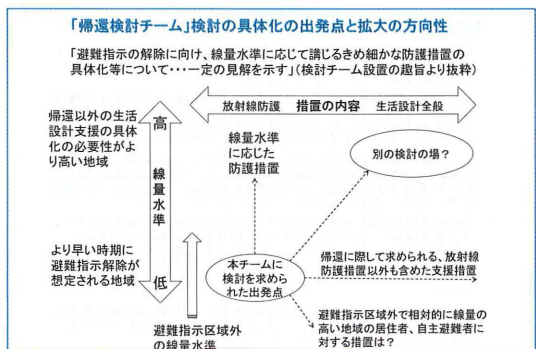 「帰還検討チーム」検討の具体化の出発点と拡大の方向性
「避難指示の解除に向け、線量水準に応じて講じるきめ細かな防護措置の
具体化等について・・・一定の見解を示す」(検討チーム設置の趣旨より抜粋)
放射線防護 措置の内容 生活設計全般
帰還以外の生活
設計支援の具体
化の必要性がよ
り高い地域
高
線量水準
低
線量水準
に応じた
防護措置
別の検討の場?
より早い時期に
避難指示解除が
想定される地域
本チームに
検討を求めら
れた出発点
帰還に際して求められる、放射線
防護措置以外も含めた支援措置
避難指示区域外で相対的に線量の
高い地域の居住者、自主避難者に
対する措置は?
避難指示区域外
の線量水準